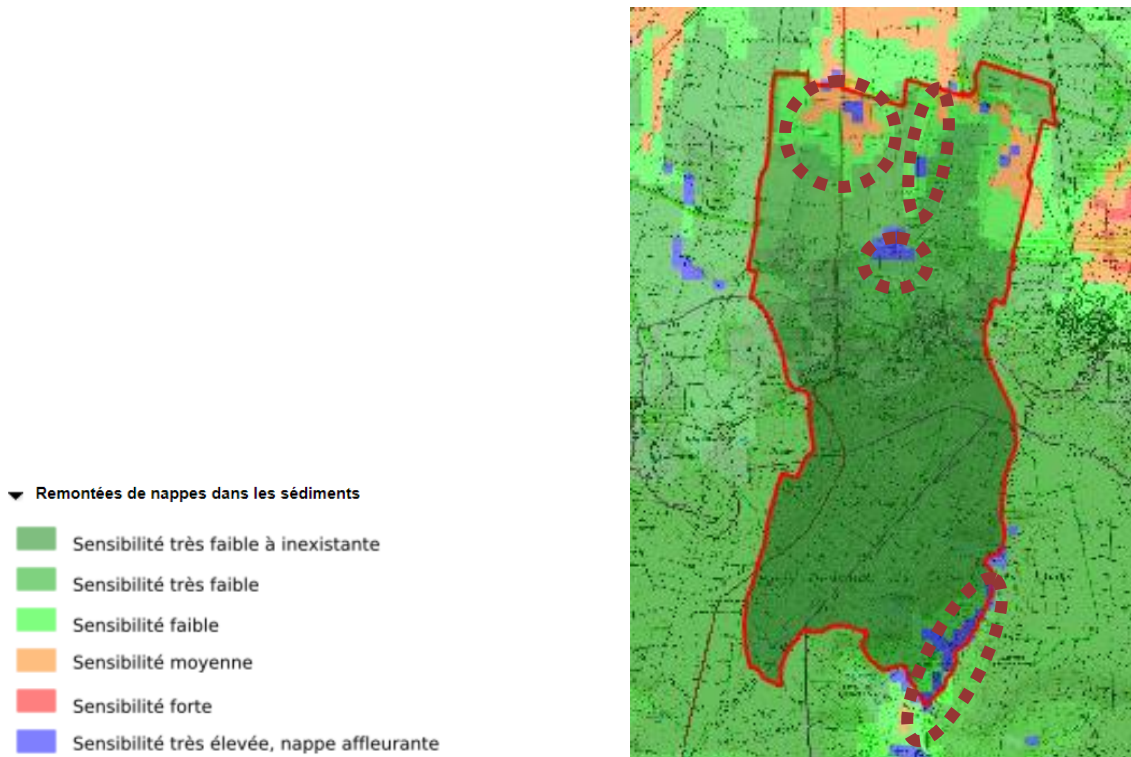 Remontées de nappes dans les sédiments
Sensibilité très faible à inexistante
Sensibilité très faible
Sensibilité faible
Sensibilité moyenne
Sensibilité forte
Sensibilité très élevée, nappe affleurante